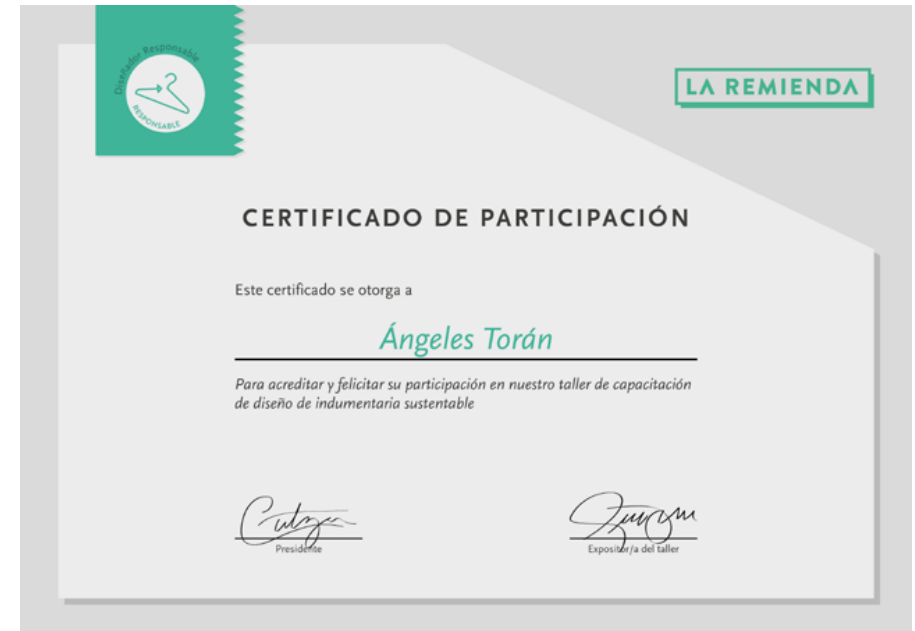 Diseñador Responsable
RESPONSABLE
LA REMIENDA
CERTIFICADO DE PARTICIPACIÓN
Este certificado se otorga a
Ángeles Torán
Para acreditar y felicitar su participación en nuestro taller de capacitación
de diseño de indumentaria sustentable
Presidente
Expositor/a del taller